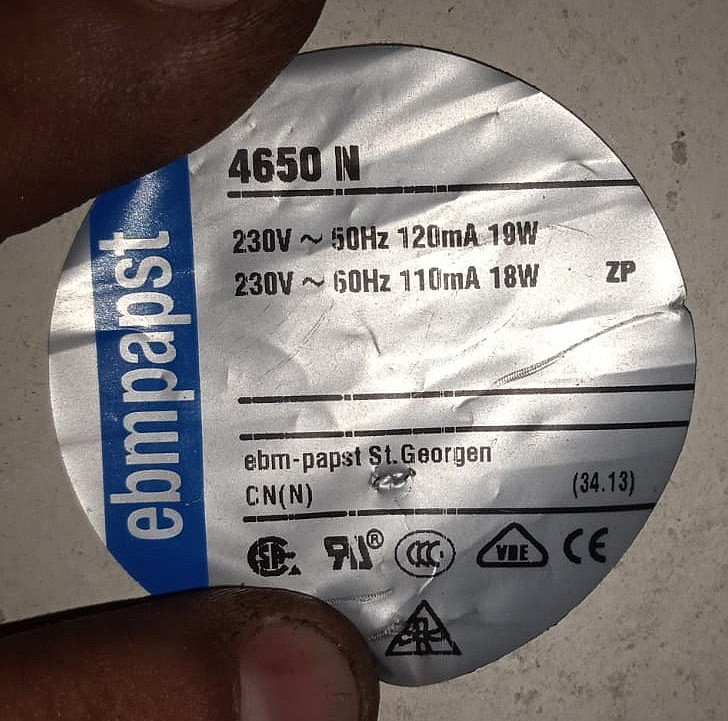 ebmpapst
4650 N
230V ~ 50Hz 120mA 19W
230V ~ 60Hz 110mA 18W
ZP
ebm-papst St.Georgen
CN(N)
(34.13)
VDE
CE